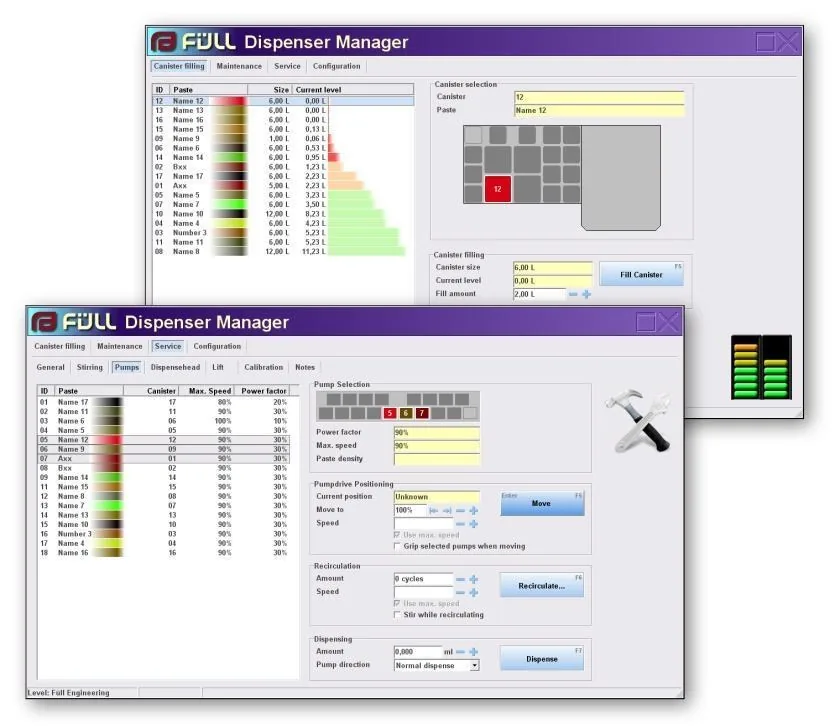 FÜLL Dispenser Manager
Canister filling Maintenance Service Configuration
ID Paste Size Current level
12 Name 12 6,00 L 0,00 L
13 Name 13 6,00 L 0,00 L
16 Name 16 6,00 L 0,00 L
15 Name 15 6,00 L 0,13 L
09 Name 9 1,00 L 0,06 L
06 Name 6 6,00 L 0,53 L
14 Name 14 6,00 L 0,95 L
02 Bxx 6,00 L 1,23 L
17 Name 17 6,00 L 2,23 L
01 Axx 5,00 L 2,23 L
05 Name 5 6,00 L 3,23 L
07 Name 7 6,00 L 3,50 L
10 Name 10 12,00 L 8,23 L
04 Name 4 6,00 L 4,23 L
03 Number 3 6,00 L 5,23 L
11 Name 11 6,00 L 5,23 L
08 Name 8 12,00 L 11,23 L
Canister selection
Canister 12
Paste Name 12
12
Canister filling
Canister size 6,00 L
Current level 0,00 L
Fill amount 2,00 L
Fill Canister F5
FÜLL Dispenser Manager
Canister filling Maintenance Service Configuration
General Stirring Pumps Dispensehead Lift Calibration Notes
ID Paste Canister Max. Speed Power factor
01 Name 17 17 80% 20%
02 Name 11 11 90% 30%
03 Name 6 06 100% 10%
04 Name 5 05 90% 30%
05 Name 12 12 90% 30%
06 Name 9 09 90% 30%
07 Axx 01 90% 30%
08 Bxx 02 90% 30%
09 Name 14 14 90% 30%
11 Name 15 15 90% 30%
12 Name 8 08 90% 30%
13 Name 7 07 90% 30%
14 Name 13 13 90% 30%
15 Name 10 10 90% 30%
16 Number 3 03 90% 30%
17 Name 4 04 90% 30%
18 Name 16 16 90% 30%
Pump Selection
5 6 7
Power factor 90%
Max. speed 90%
Paste density
Pumpdrive Positioning
Current position Unknown
Move to 100%
Speed
Use max. speed
Grip selected pumps when moving
Enter Move F5
Recirculation
Amount 0 cycles
Speed
Use max. speed
Stir while recirculating
Recirculate... F6
Dispensing
Amount 0,000 ml
Pump direction Normal dispense
Dispense F7
Level: Füll Engineering